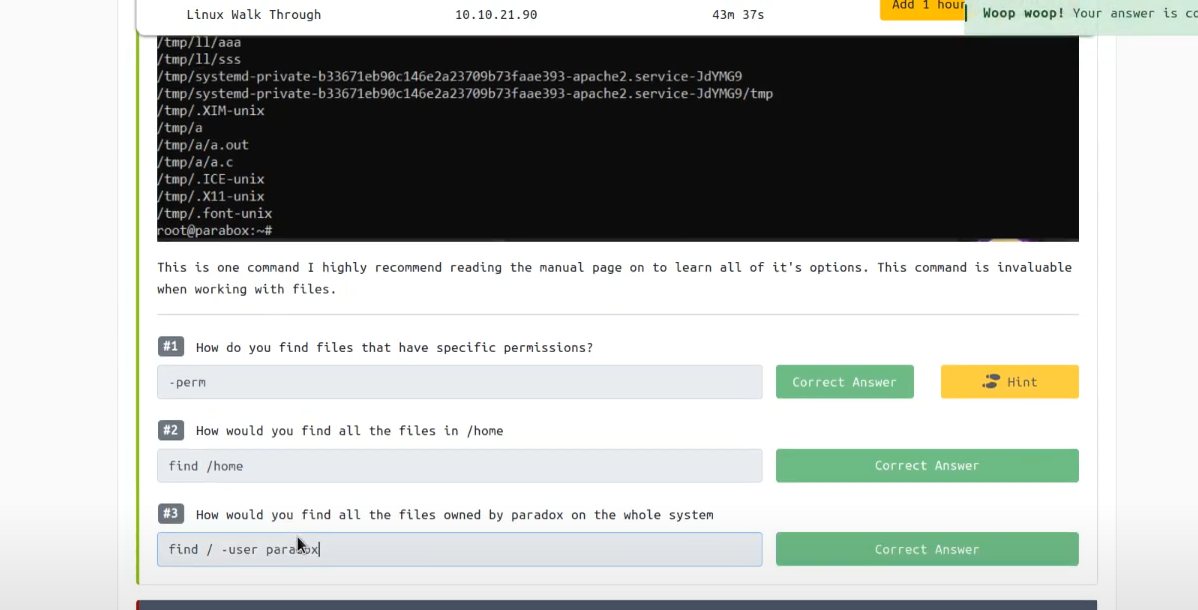 Linux Walk Through 10.10.21.90 43m 37s Add 1 hour Woop woop! Your answer is co
/tmp/ll/aaa
/tmp/ll/sss
/tmp/systemd-private-b33671eb90c146e2a23709b73faae393-apache2.service-JdYMG9
/tmp/systemd-private-b33671eb90c146e2a23709b73faae393-apache2.service-JdYMG9/tmp
/tmp/.XIM-unix
/tmp/a
/tmp/a/a.out
/tmp/a/a.c
/tmp/.ICE-unix
/tmp/.X11-unix
/tmp/.font-unix
root@parabox:~#
This is one command I highly recommend reading the manual page on to learn all of it's options. This command is invaluable
when working with files.
#1 How do you find files that have specific permissions?
-perm Correct Answer Hint
#2 How would you find all the files in /home
find /home Correct Answer
#3 How would you find all the files owned by paradox on the whole system
find / -user paradox Correct Answer